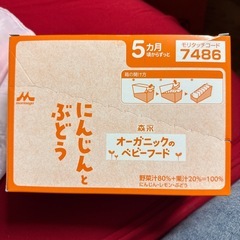 5カ月
頃からずっと
モリタッチコード
7486
箱の開け方
にんじんと
ぶどう
森永
オーガニックの
ベビーフード
野菜汁80%+果汁20%=100%
にんじん・レモン・ぶどう